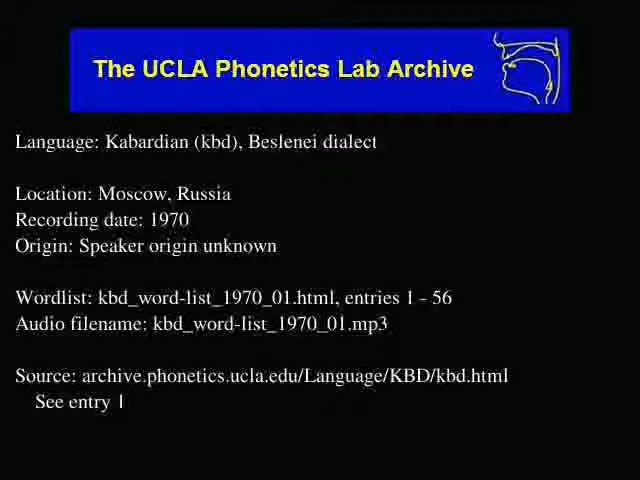 The UCLA Phonetics Lab Archive
Language: Kabardian (kbd), Beslenei dialect
Location: Moscow, Russia
Recording date: 1970
Origin: Speaker origin unknown
Wordlist: kbd_word-list_1970_01.html, entries 1 - 56
Audio filename: kbd_word-list_1970_01.mp3
Source: archive.phonetics.ucla.edu/Language/KBD/kbd.html
See entry 1